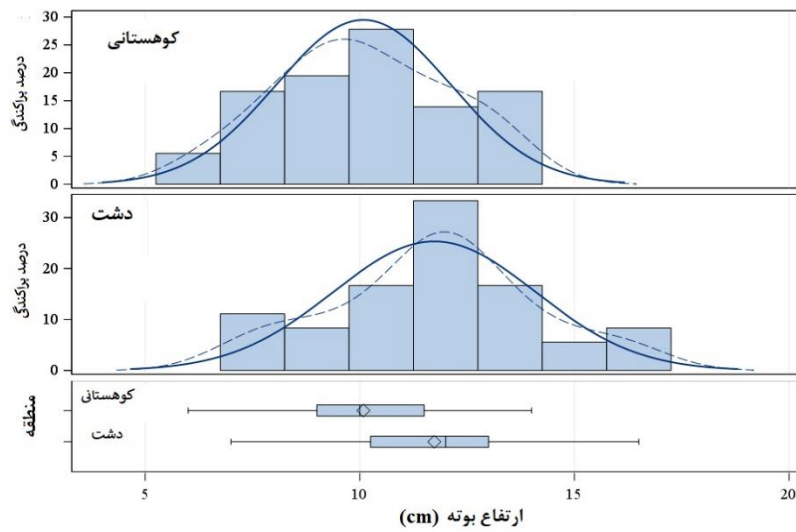 کوهستانی
درصد پراکندگی
30
25
20
15
10
5
0
دشت
درصد پراکندگی
30
20
10
0
منطقه
کوهستانی
دشت
5 10 15 20
ارتفاع بوته (cm)